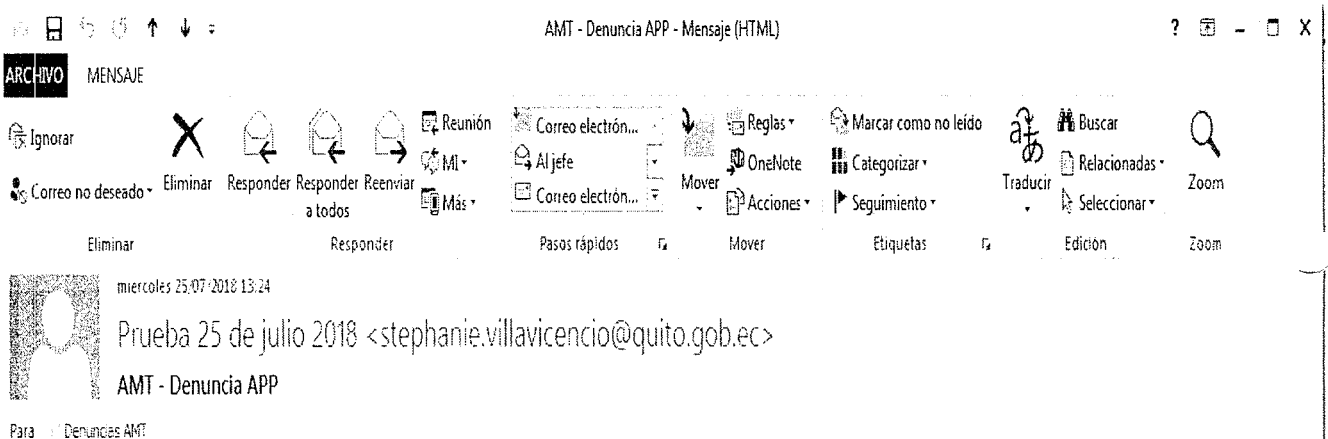 AMT - Denuncia APP - Mensaje (HTML)
ARCHIVO MENSAJE
Ignorar
Correo no deseado
Eliminar
Responder
Responder a todos
Reenviar
Reunión
MI
Más
Correo electrón...
Al jefe
Correo electrón...
Mover
Reglas
OneNote
Acciones
Marcar como no leído
Categorizar
Seguimiento
Traducir
Buscar
Relacionadas
Seleccionar
Zoom
Eliminar Responder Pasos rápidos Mover Etiquetas Edición Zoom
miercoles 25/07/2018 13:24
Prueba 25 de julio 2018 <stephanie.villavicencio@quito.gob.ec>
AMT - Denuncia APP
Para Denuncias AMT